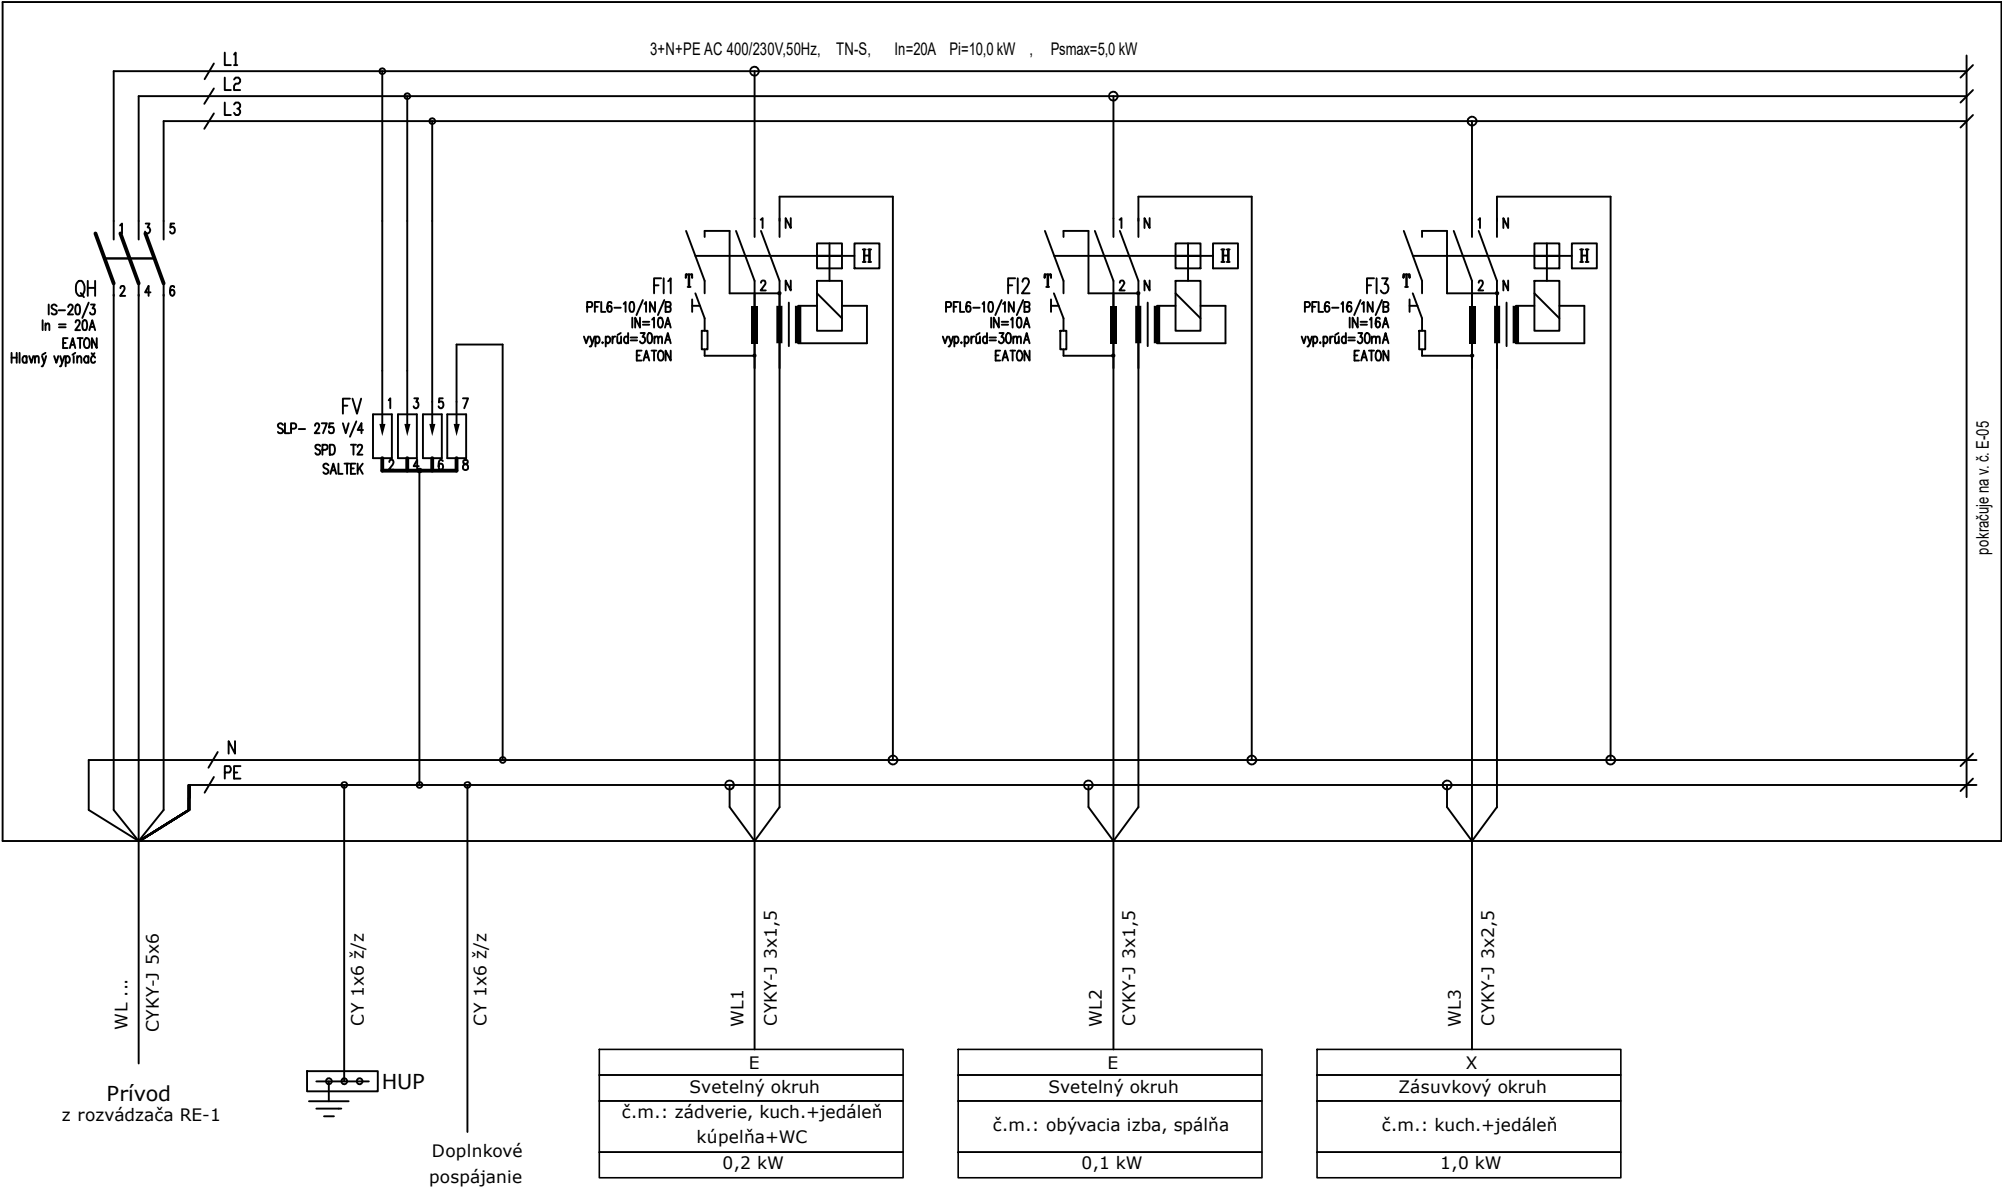 3+N+PE AC 400/230V,50Hz, TN-S, In=20A Pi=10,0 kW , Psmax=5,0 kW
L1
L2
L3
1 3 5
QH
2 4 6
IS-20/3
In = 20A
EATON
Hlavný vypínač
FV
1 3 5 7
SLP- 275 V/4
SPD T2
SALTEK
2 4 6 8
1 N
H
T
FI1
2 N
PFL6-10/1N/B
IN=10A
vyp.prúd=30mA
EATON
1 N
H
T
FI2
2 N
PFL6-10/1N/B
IN=10A
vyp.prúd=30mA
EATON
1 N
H
T
FI3
2 N
PFL6-16/1N/B
IN=16A
vyp.prúd=30mA
EATON
pokračuje na v. č. E-05
N
PE
WL ...
CYKY-J 5x6
Prívod
z rozvádzača RE-1
CY 1x6 ž/z
HUP
CY 1x6 ž/z
Doplnkové
pospájanie
WL1
CYKY-J 3x1,5
E
Svetelný okruh
č.m.: zádverie, kuch.+jedáleň
kúpelňa+WC
0,2 kW
WL2
CYKY-J 3x1,5
E
Svetelný okruh
č.m.: obývacia izba, spálňa
0,1 kW
WL3
CYKY-J 3x2,5
X
Zásuvkový okruh
č.m.: kuch.+jedáleň
1,0 kW